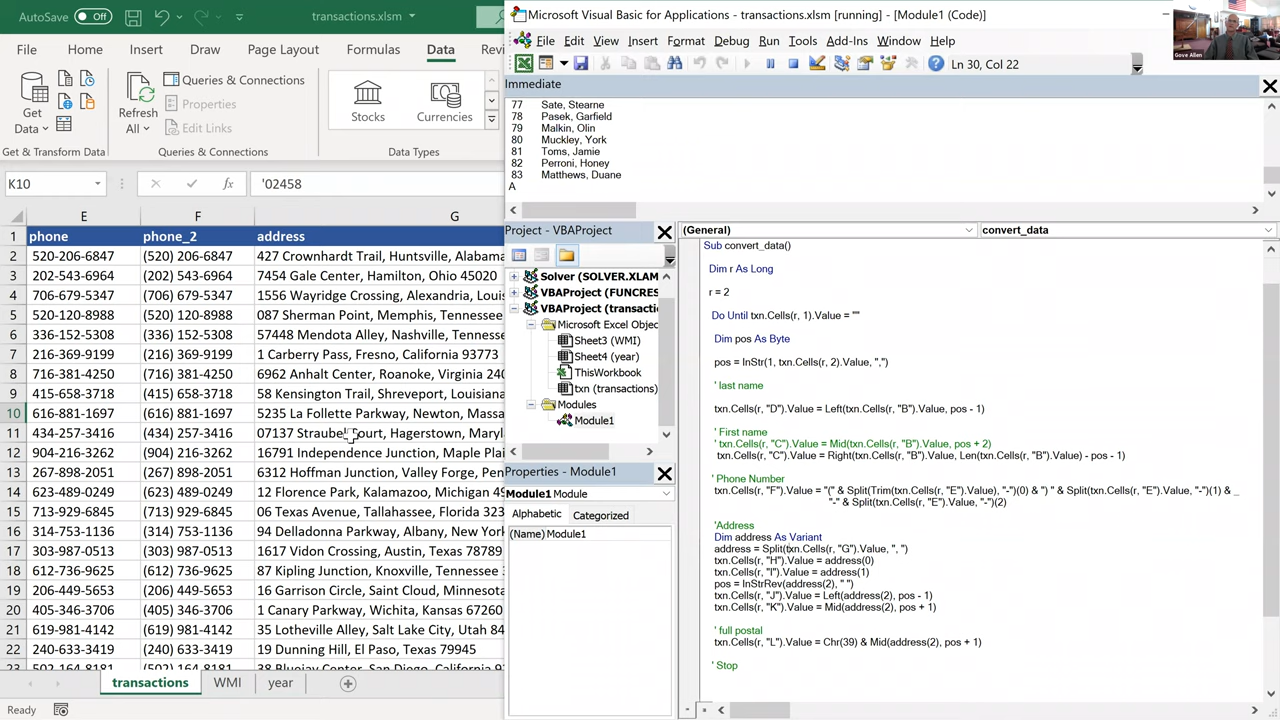 AutoSave Off transactions.xlsm
File Home Insert Draw Page Layout Formulas Data
Get Data
Refresh All
Queries & Connections
Properties
Edit Links
Stocks
Currencies
Get & Transform Data
Queries & Connections
Data Types
K10 fx '02458
E F G
1 phone phone_2 address
2 520-206-6847 (520) 206-6847 427 Crownhardt Trail, Huntsville, Alabama
3 202-543-6964 (202) 543-6964 7454 Gale Center, Hamilton, Ohio 45020
4 706-679-5347 (706) 679-5347 1556 Wayridge Crossing, Alexandria, Louis
5 520-120-8988 (520) 120-8988 087 Sherman Point, Memphis, Tennessee
6 336-152-5308 (336) 152-5308 57448 Mendota Alley, Nashville, Tennessee
7 216-369-9199 (216) 369-9199 1 Carberry Pass, Fresno, California 93773
8 716-381-4250 (716) 381-4250 6962 Anhalt Center, Roanoke, Virginia 240
9 415-658-3718 (415) 658-3718 58 Kensington Trail, Shreveport, Louisiana
10 616-881-1697 (616) 881-1697 5235 La Follette Parkway, Newton, Massa
11 434-257-3416 (434) 257-3416 07137 Straubel Court, Hagerstown, Maryl
12 904-216-3262 (904) 216-3262 16791 Independence Junction, Maple Plai
13 267-898-2051 (267) 898-2051 6312 Hoffman Junction, Valley Forge, Pen
14 623-489-0249 (623) 489-0249 12 Florence Park, Kalamazoo, Michigan 49
15 713-929-6845 (713) 929-6845 06 Texas Avenue, Tallahassee, Florida 323
16 314-753-1136 (314) 753-1136 94 Delladonna Parkway, Albany, New York
17 303-987-0513 (303) 987-0513 1617 Vidon Crossing, Austin, Texas 78789
18 612-736-9625 (612) 736-9625 87 Kipling Junction, Knoxville, Tennessee
19 206-449-5653 (206) 449-5653 16 Garrison Circle, Saint Cloud, Minnesota
20 405-346-3706 (405) 346-3706 1 Canary Parkway, Wichita, Kansas 67260
21 619-981-4142 (619) 981-4142 35 Lotheville Alley, Salt Lake City, Utah 84
22 240-633-3419 (240) 633-3419 19 Dunning Hill, El Paso, Texas 79945
23 502-164-8181 (502) 164-8181 38 Bluejay Center, San Diego, California
transactions WMI year
Ready
Microsoft Visual Basic for Applications - transactions.xlsm [running] - [Module1 (Code)]
File Edit View Insert Format Debug Run Tools Add-Ins Window Help
Ln 30, Col 22
Gove Allen
Immediate
77 Sate, Stearne
78 Pasek, Garfield
79 Malkin, Olin
80 Muckley, York
81 Toms, Jamie
82 Perroni, Honey
83 Matthews, Duane
A
Project - VBAProject
Solver (SOLVER.XLAM
VBAProject (FUNCRES
VBAProject (transactio
Microsoft Excel Objec
Sheet3 (WMI)
Sheet4 (year)
ThisWorkbook
txn (transactions)
Modules
Module1
Properties - Module1
Module1 Module
Alphabetic Categorized
(Name) Module1
(General) convert_data
Sub convert_data()
Dim r As Long
r = 2
Do Until txn.Cells(r, 1).Value = ""
Dim pos As Byte
pos = InStr(1, txn.Cells(r, 2).Value, ",")
' last name
txn.Cells(r, "D").Value = Left(txn.Cells(r, "B").Value, pos - 1)
' First name
' txn.Cells(r, "C").Value = Mid(txn.Cells(r, "B").Value, pos + 2)
txn.Cells(r, "C").Value = Right(txn.Cells(r, "B").Value, Len(txn.Cells(r, "B").Value) - pos - 1)
' Phone Number
txn.Cells(r, "F").Value = "(" & Split(Trim(txn.Cells(r, "E").Value), "-")(0) & ") " & Split(txn.Cells(r, "E").Value, "-")(1) & _
"-" & Split(txn.Cells(r, "E").Value, "-")(2)
'Address
Dim address As Variant
address = Split(txn.Cells(r, "G").Value, ", ")
txn.Cells(r, "H").Value = address(0)
txn.Cells(r, "I").Value = address(1)
pos = InStrRev(address(2), " ")
txn.Cells(r, "J").Value = Left(address(2), pos - 1)
txn.Cells(r, "K").Value = Mid(address(2), pos + 1)
' full postal
txn.Cells(r, "L").Value = Chr(39) & Mid(address(2), pos + 1)
' Stop